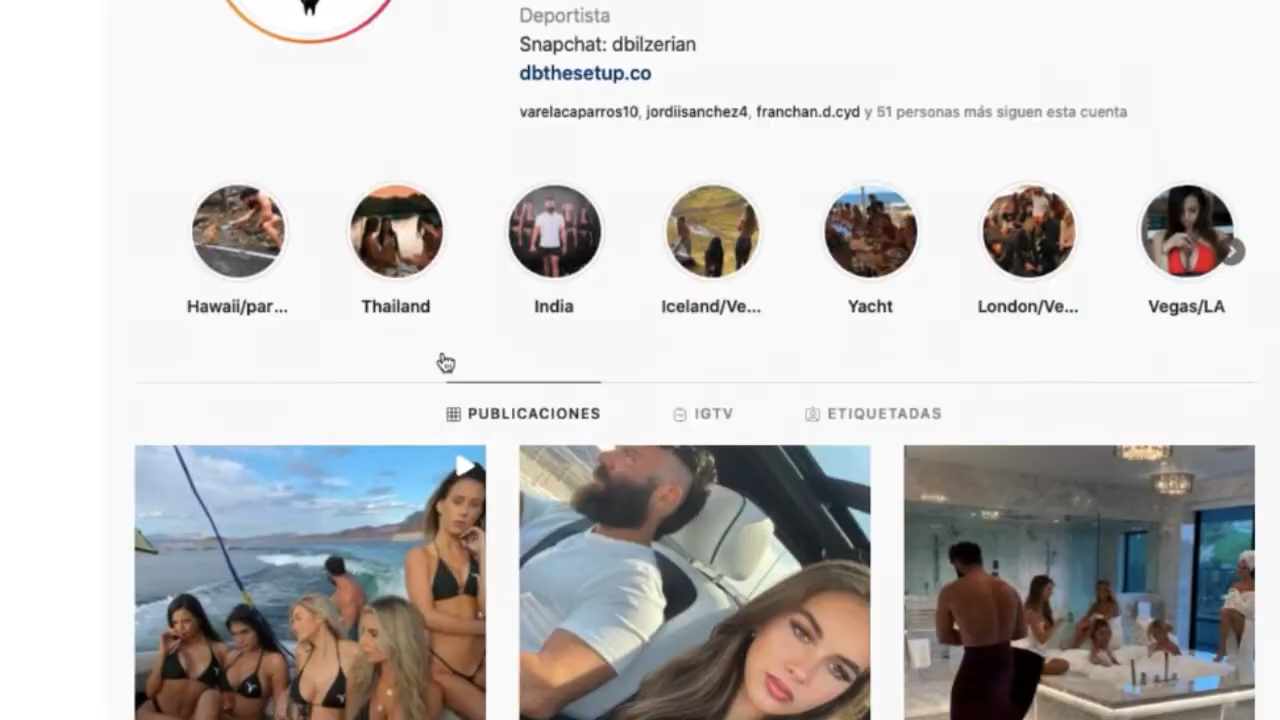 Deportista
Snapchat: dbilzerian
dbthesetup.co
varelacaparros10, jordiisanchez4, franchan.d.cyd y 51 personas más siguen esta cuenta
Hawaii/par... Thailand India Iceland/Ve... Yacht London/Ve... Vegas/LA
PUBLICACIONES IGTV ETIQUETADAS